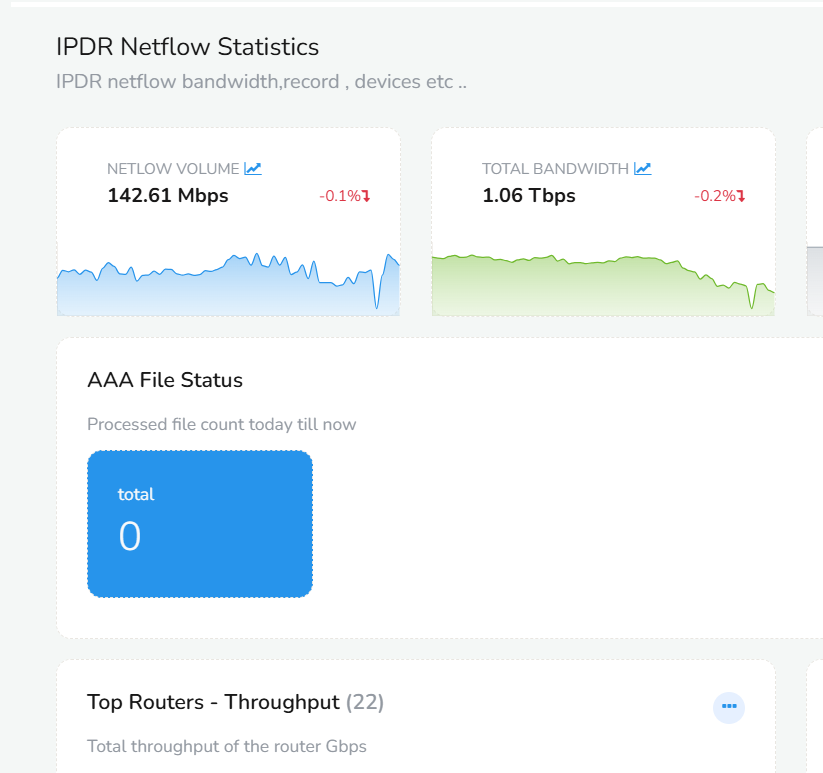 IPDR Netflow Statistics
IPDR netflow bandwidth,record , devices etc ..
NETLOW VOLUME
142.61 Mbps
-0.1%
TOTAL BANDWIDTH
1.06 Tbps
-0.2%
AAA File Status
Processed file count today till now
total
0
Top Routers - Throughput (22)
Total throughput of the router Gbps